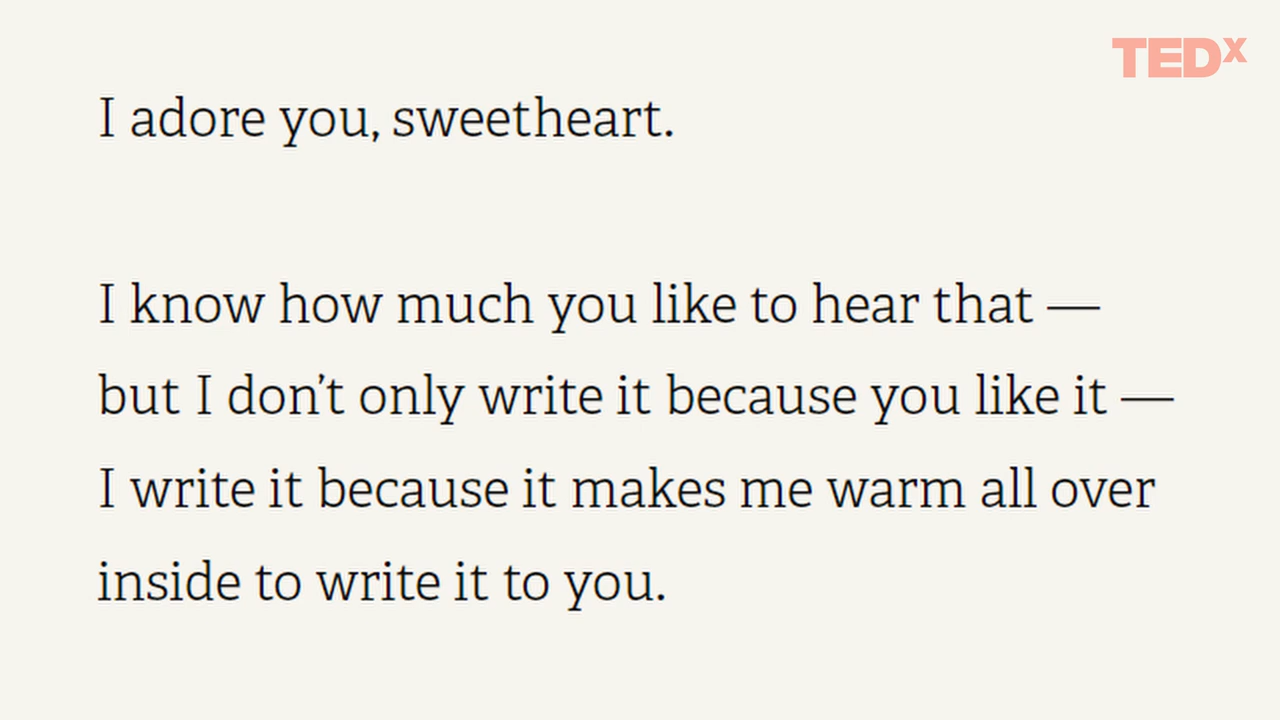 TEDx
I adore you, sweetheart.
I know how much you like to hear that —
but I don’t only write it because you like it —
I write it because it makes me warm all over
inside to write it to you.